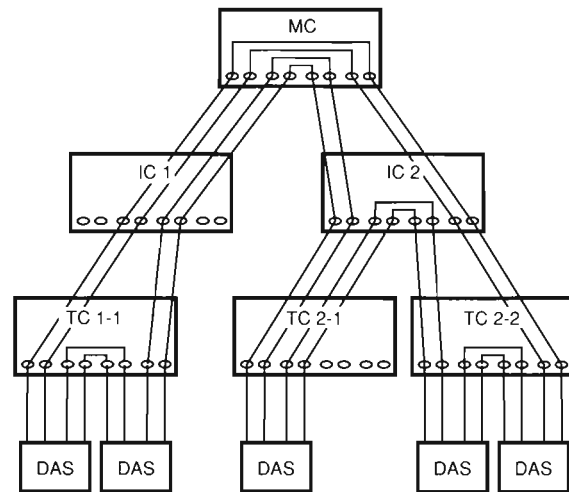 MC
IC 1
IC 2
TC 1-1
TC 2-1
TC 2-2
DAS
DAS
DAS
DAS
DAS